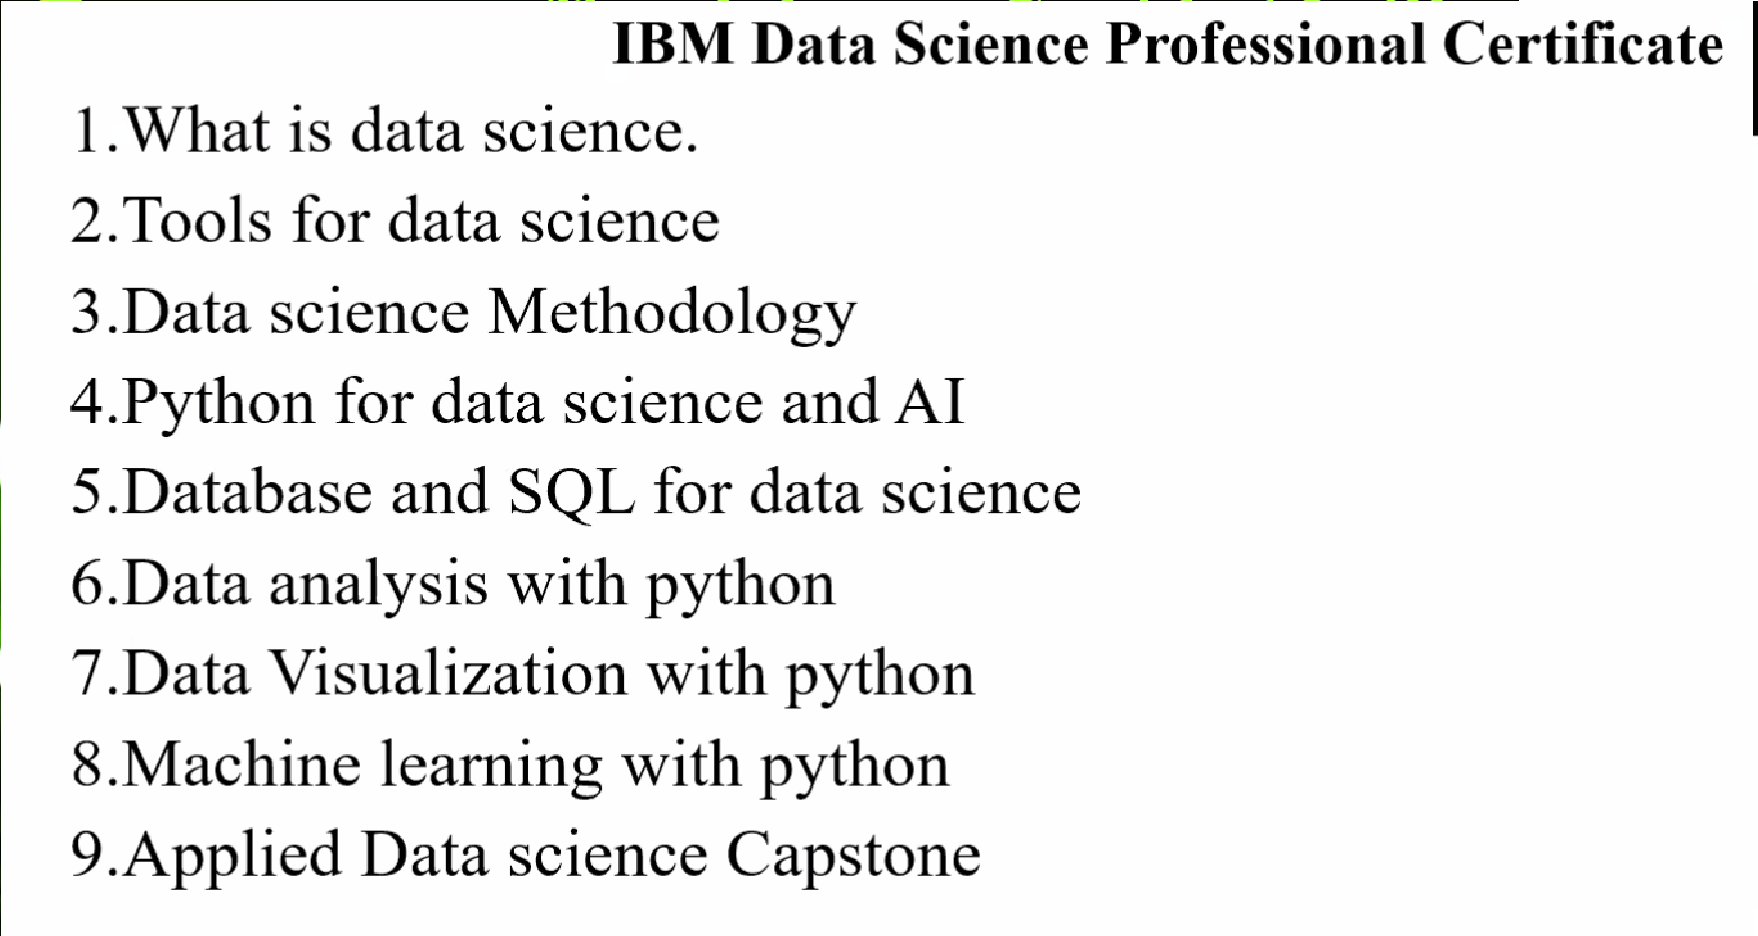 IBM Data Science Professional Certificate
1.What is data science.
2.Tools for data science
3.Data science Methodology
4.Python for data science and AI
5.Database and SQL for data science
6.Data analysis with python
7.Data Visualization with python
8.Machine learning with python
9.Applied Data science Capstone